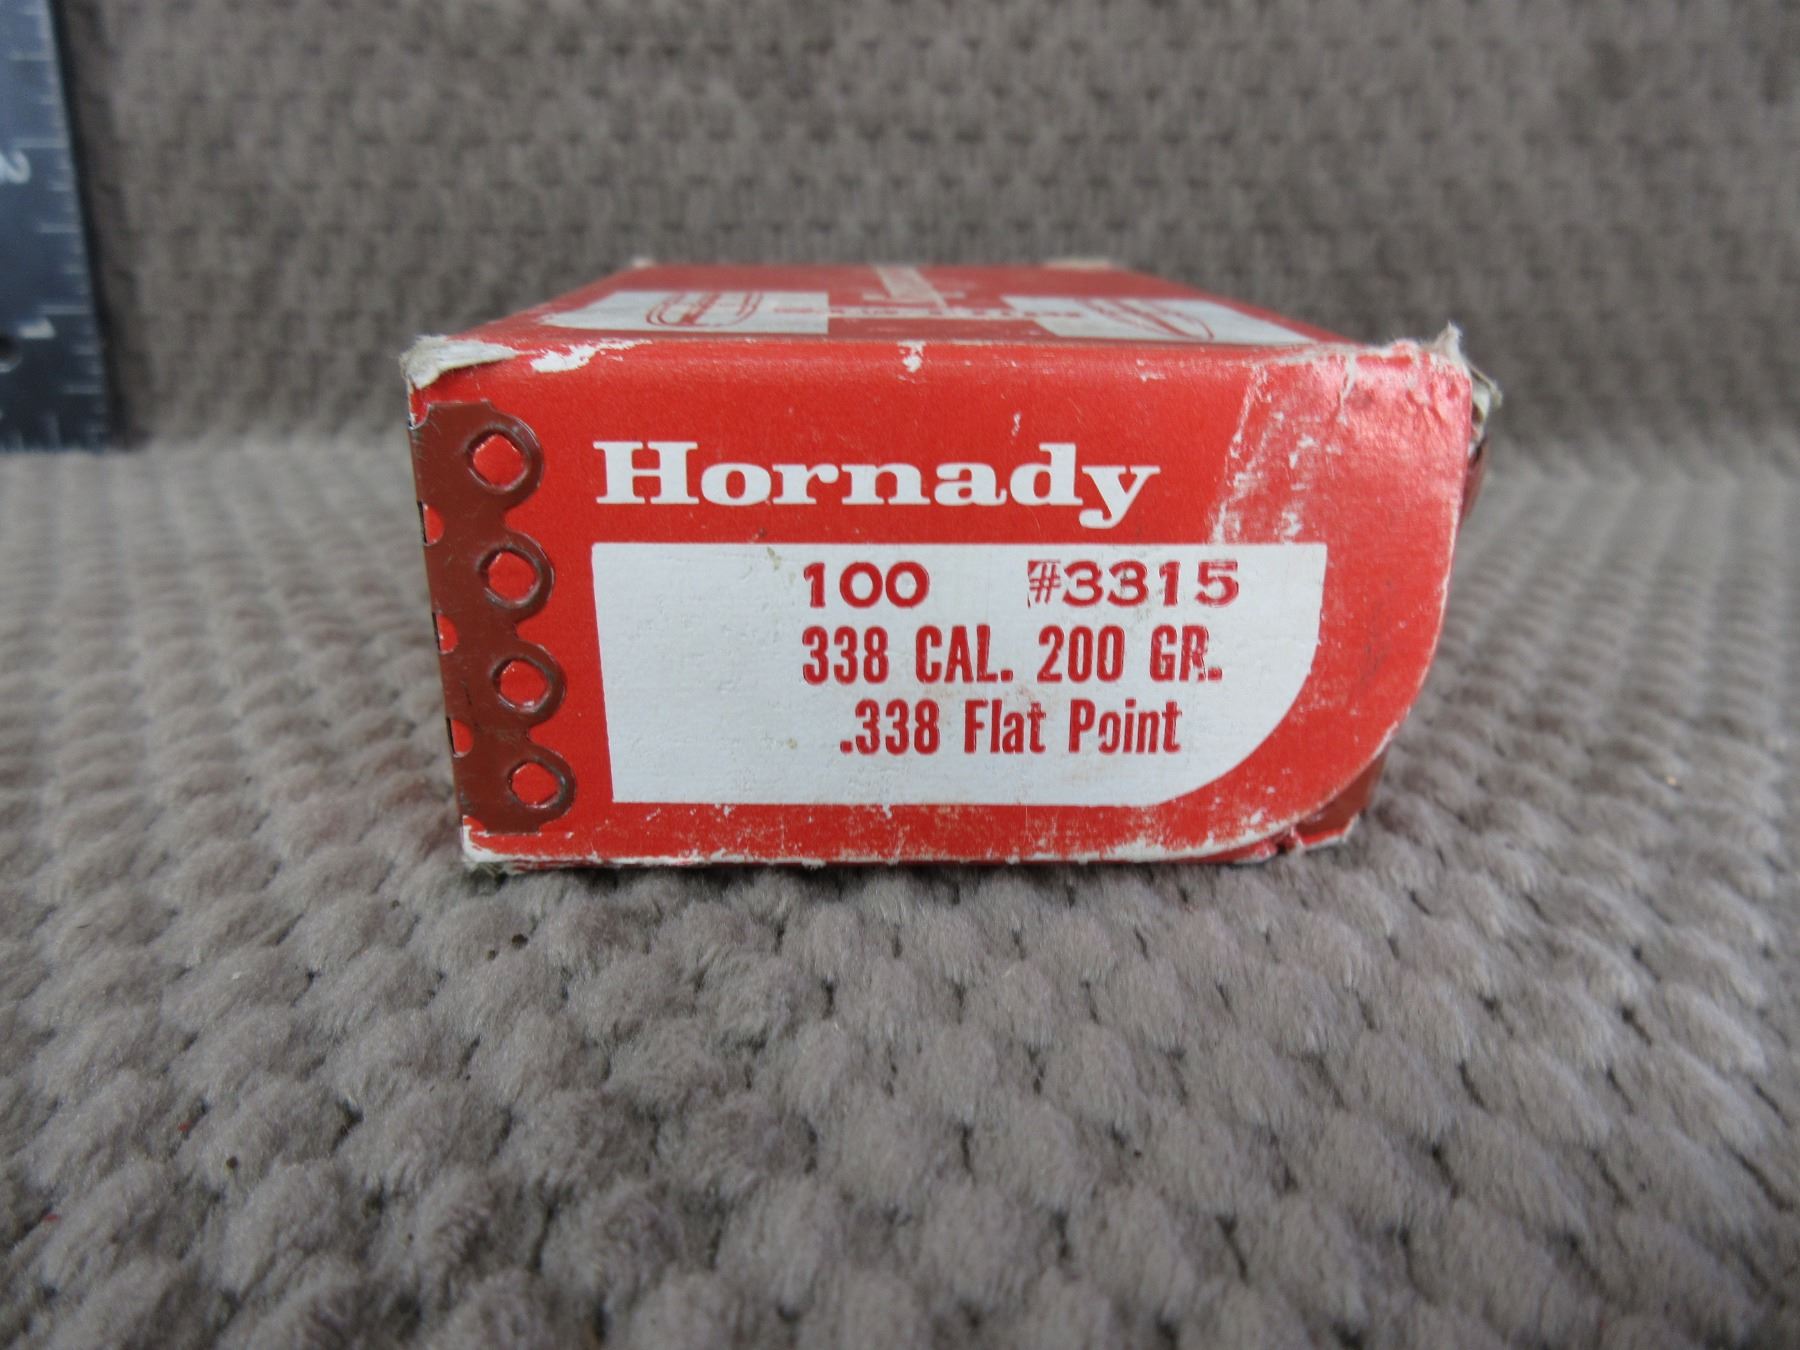 Hornady
100 #3315
338 CAL. 200 GR.
.338 Flat Point